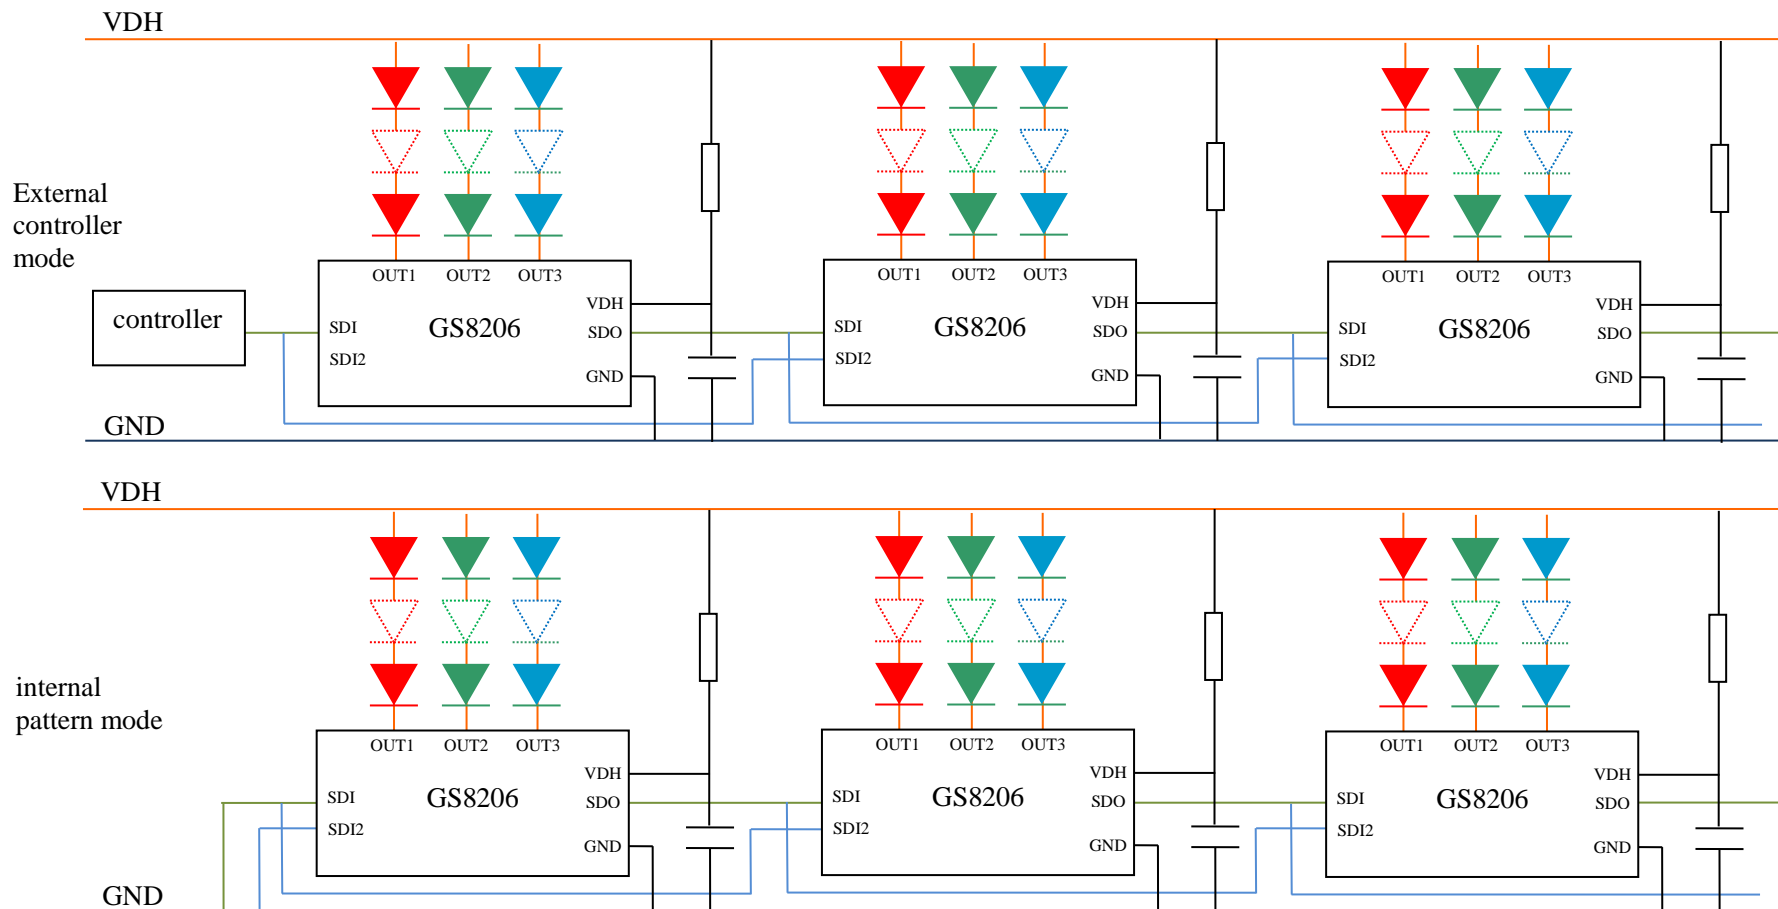 VDH
External
controller
mode
controller
OUT1 OUT2 OUT3
VDH
SDI
GS8206
SDO
SDI2
GND
OUT1 OUT2 OUT3
VDH
SDI
GS8206
SDO
SDI2
GND
OUT1 OUT2 OUT3
VDH
SDI
GS8206
SDO
SDI2
GND
GND
VDH
internal
pattern mode
OUT1 OUT2 OUT3
VDH
SDI
GS8206
SDO
SDI2
GND
OUT1 OUT2 OUT3
VDH
SDI
GS8206
SDO
SDI2
GND
OUT1 OUT2 OUT3
VDH
SDI
GS8206
SDO
SDI2
GND
GND